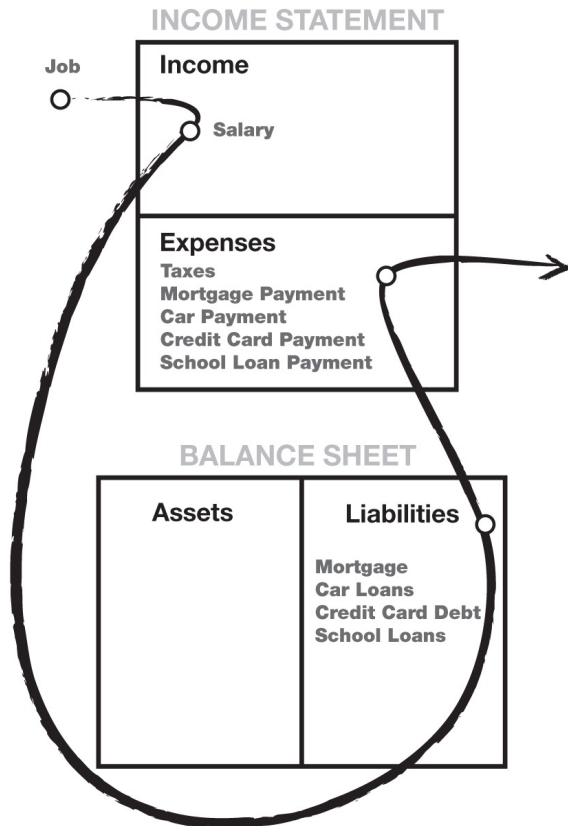 INCOME STATEMENT
Job
Income
Salary
Expenses
Taxes
Mortgage Payment
Car Payment
Credit Card Payment
School Loan Payment
BALANCE SHEET
Assets
Liabilities
Mortgage
Car Loans
Credit Card Debt
School Loans